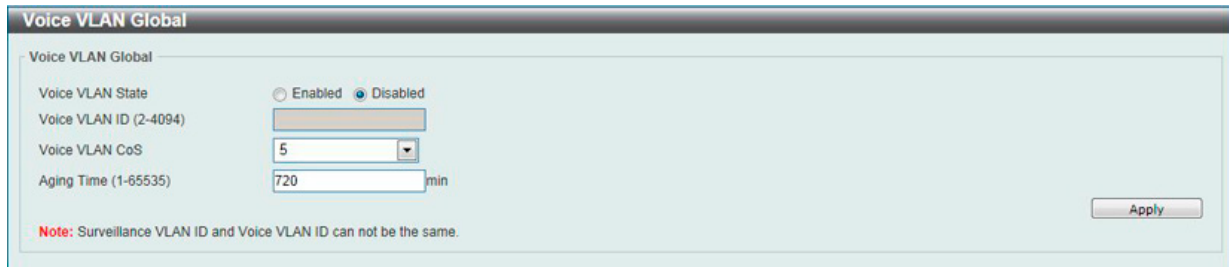 Voice VLAN Global
Voice VLAN Global
Voice VLAN State Enabled Disabled
Voice VLAN ID (2-4094)
Voice VLAN CoS 5
Aging Time (1-65535) 720 min
Apply
Note: Surveillance VLAN ID and Voice VLAN ID can not be the same.